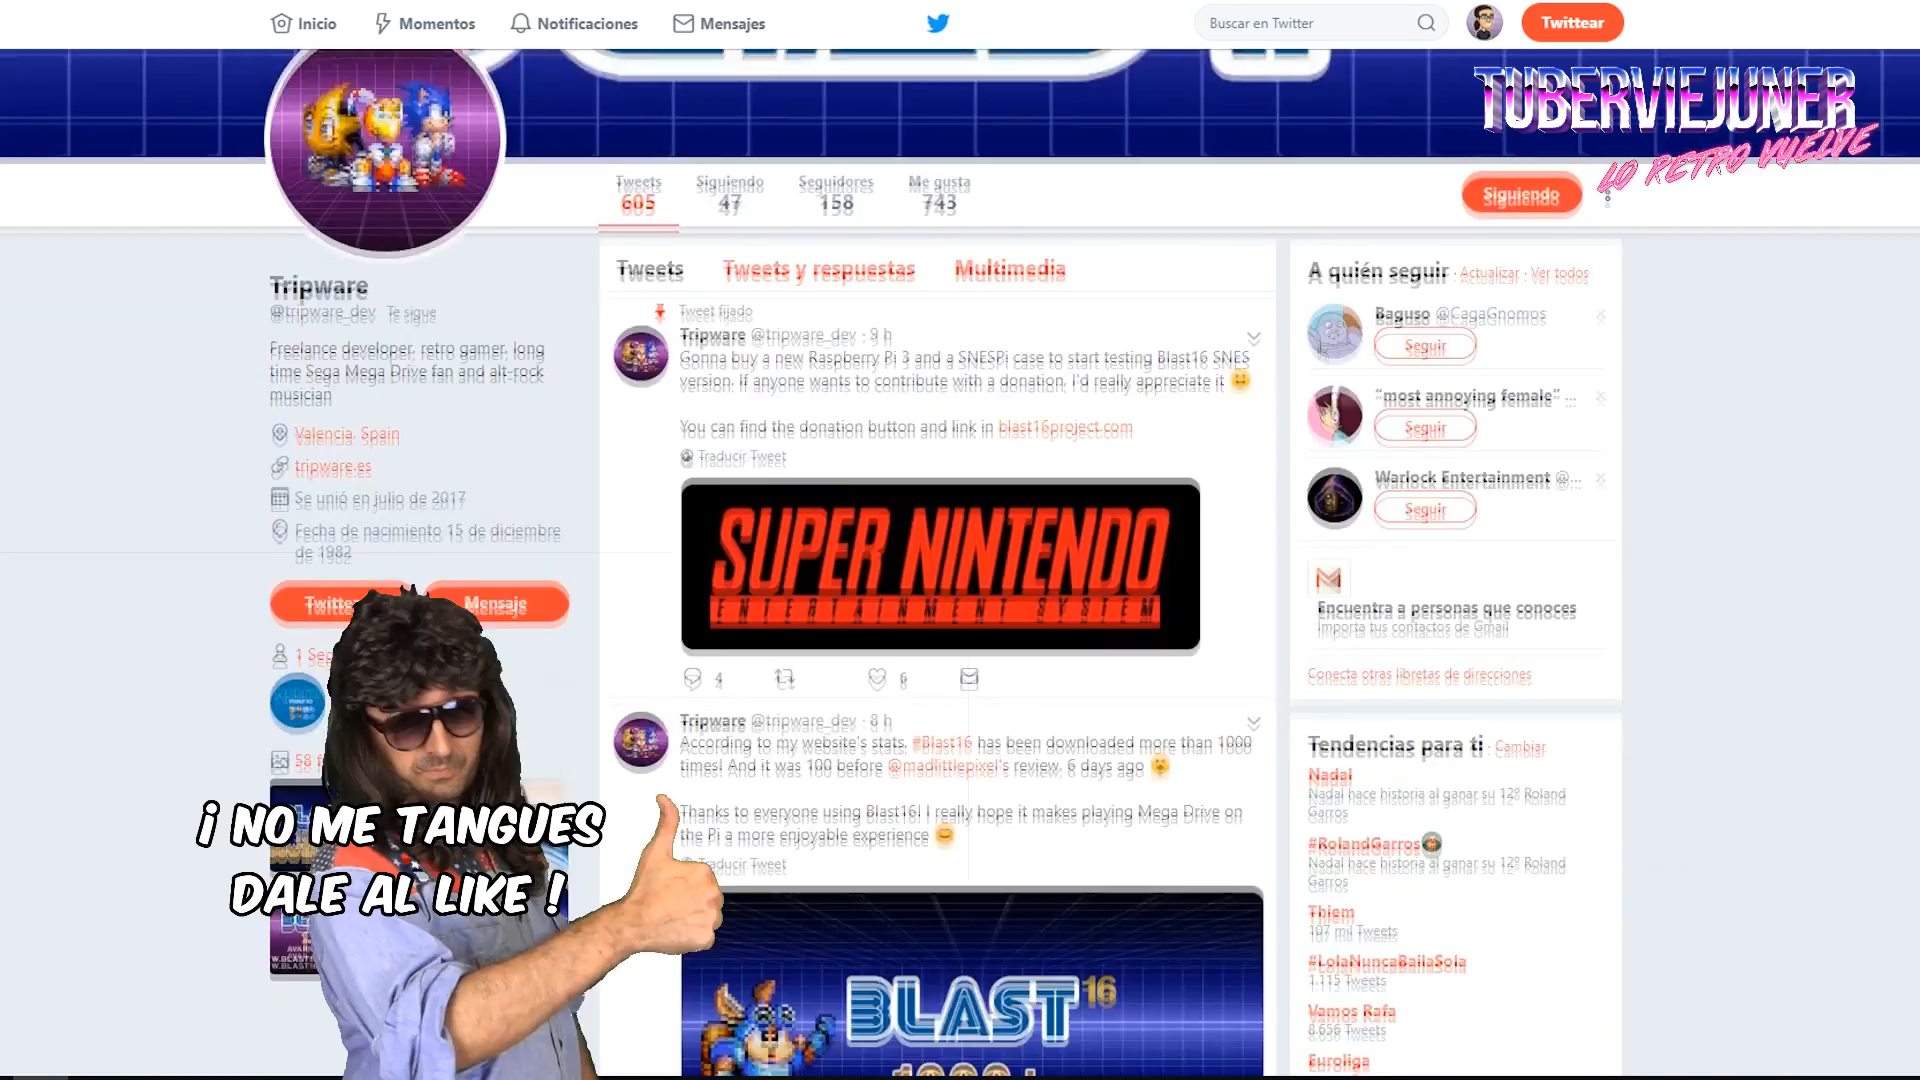 Inicio
Momentos
Notificaciones
Mensajes
Buscar en Twitter
Twittear
TUBERVIEJUNER
LO RETRO VUELVE
Tweets
605
Siguiendo
47
Seguidores
158
Me gusta
743
Siguiendo
Tripware
@tripware_dev Te sigue
Freelance developer, retro gamer, long
time Sega Mega Drive fan and alt-rock
musician
Valencia, Spain
tripware.es
Se unió en julio de 2017
Fecha de nacimiento 15 de diciembre
de 1982
Mensaje
¡ NO ME TANGUES
DALE AL LIKE !
Tweets
Tweets y respuestas
Multimedia
Tweet fijado
Tripware @tripware_dev · 9 h
Gonna buy a new Raspberry Pi 3 and a SNESPi case to start testing Blast16 SNES
version. If anyone wants to contribute with a donation, I'd really appreciate it
You can find the donation button and link in blast16project.com
Traducir Tweet
SUPER NINTENDO
ENTERTAINMENT SYSTEM
4
6
Tripware @tripware_dev · 8 h
According to my website's stats, #Blast16 has been downloaded more than 1000
times! And it was 100 before @madlittlepixel's review, 6 days ago
Thanks to everyone using Blast16! I really hope it makes playing Mega Drive on
the Pi a more enjoyable experience
Traducir Tweet
BLAST16
A quién seguir · Actualizar · Ver todos
Baguso @CagaGnomos
Seguir
"most annoying female" ...
Seguir
Warlock Entertainment @...
Seguir
Encuentra a personas que conoces
Importa tus contactos de Gmail
Conecta otras libretas de direcciones
Tendencias para ti · Cambiar
Nadal
Nadal hace historia al ganar su 12º Roland
Garros
#RolandGarros
Nadal hace historia al ganar su 12º Roland
Garros
Thiem
107 mil Tweets
#LolaNuncaBailaSola
1.115 Tweets
Vamos Rafa
8.656 Tweets
Euroliga